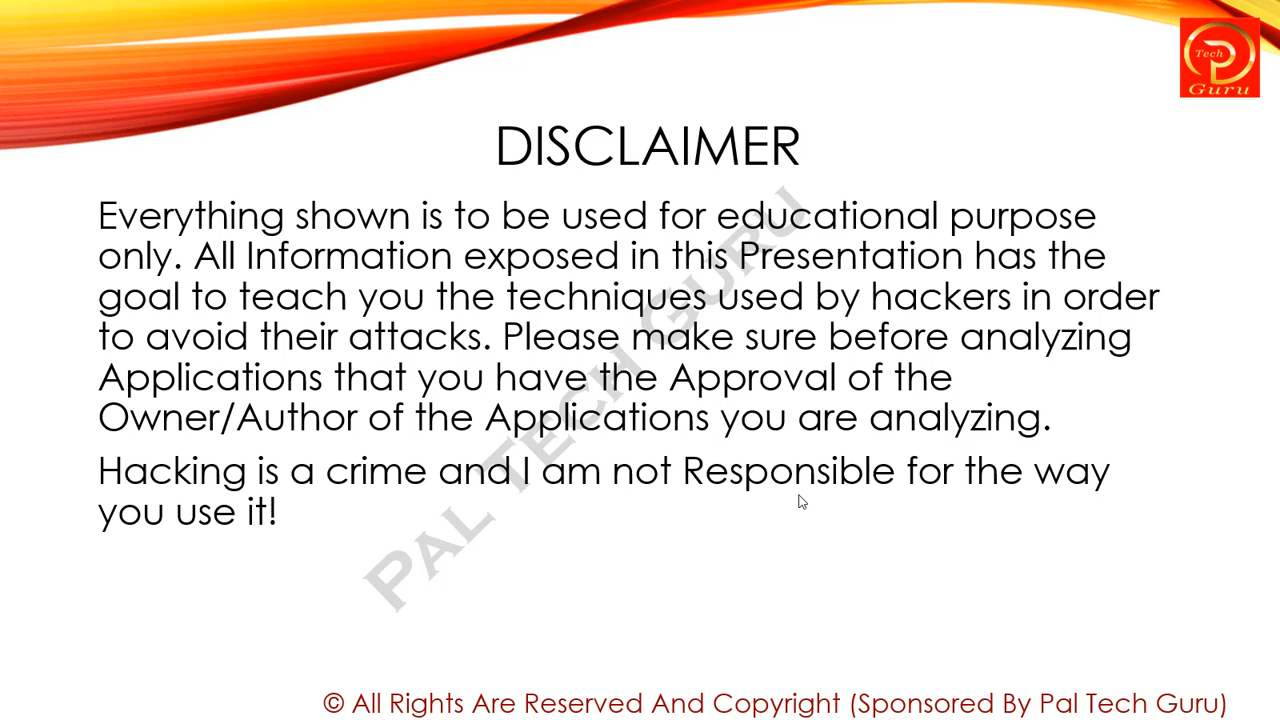 Tech
Guru
DISCLAIMER
Everything shown is to be used for educational purpose
only. All Information exposed in this Presentation has the
goal to teach you the techniques used by hackers in order
to avoid their attacks. Please make sure before analyzing
Applications that you have the Approval of the
Owner/Author of the Applications you are analyzing.
Hacking is a crime and I am not Responsible for the way
you use it!
PAL TECH GURU
© All Rights Are Reserved And Copyright (Sponsored By Pal Tech Guru)